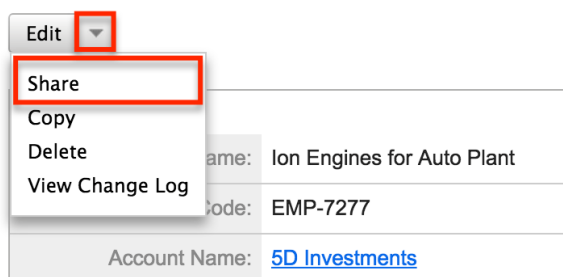 Edit
Share
Copy
Delete
View Change Log
ame: Ion Engines for Auto Plant
Code: EMP-7277
Account Name: 5D Investments